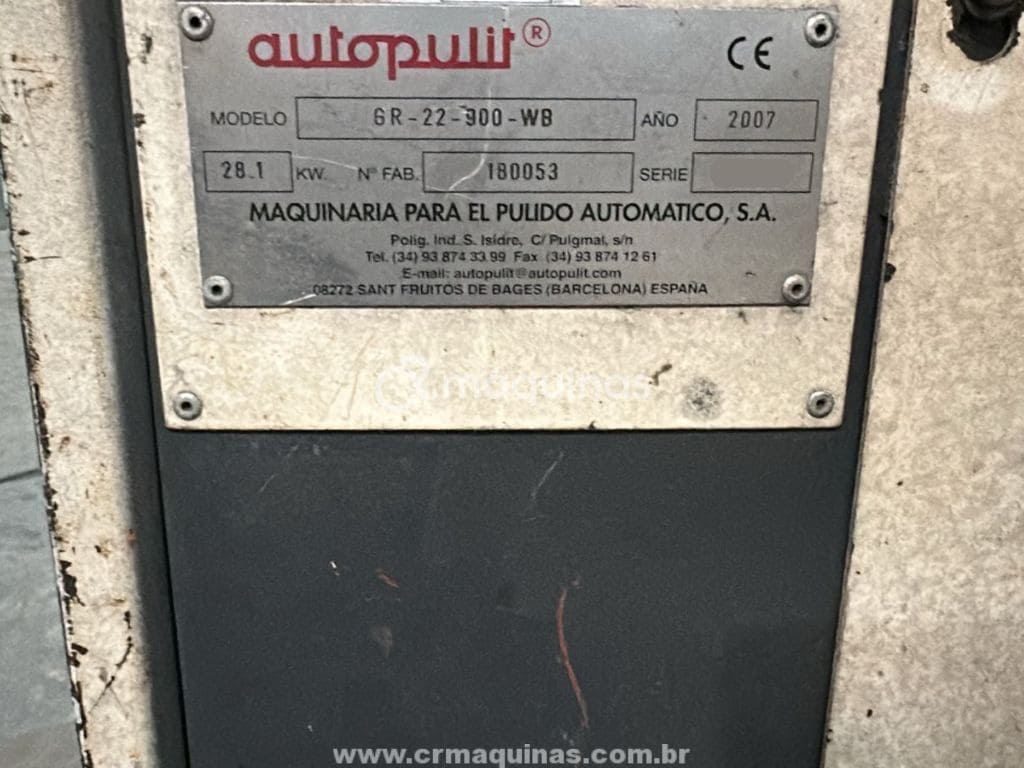 autopulit®
CE
MODELO GR-22-900-WB AÑO 2007
28.1 KW. Nº FAB. 180053 SERIE
MAQUINARIA PARA EL PULIDO AUTOMATICO, S.A.
Polig. Ind. S. Isidro, C/ Puigmal, s/n
Tel. (34) 93 874 33 99 Fax (34) 93 874 12 61
E-mail: autopulit@autopulit.com
08272 SANT FRUITOS DE BAGES (BARCELONA) ESPAÑA
CR maquinas
www.crmaquinas.com.br